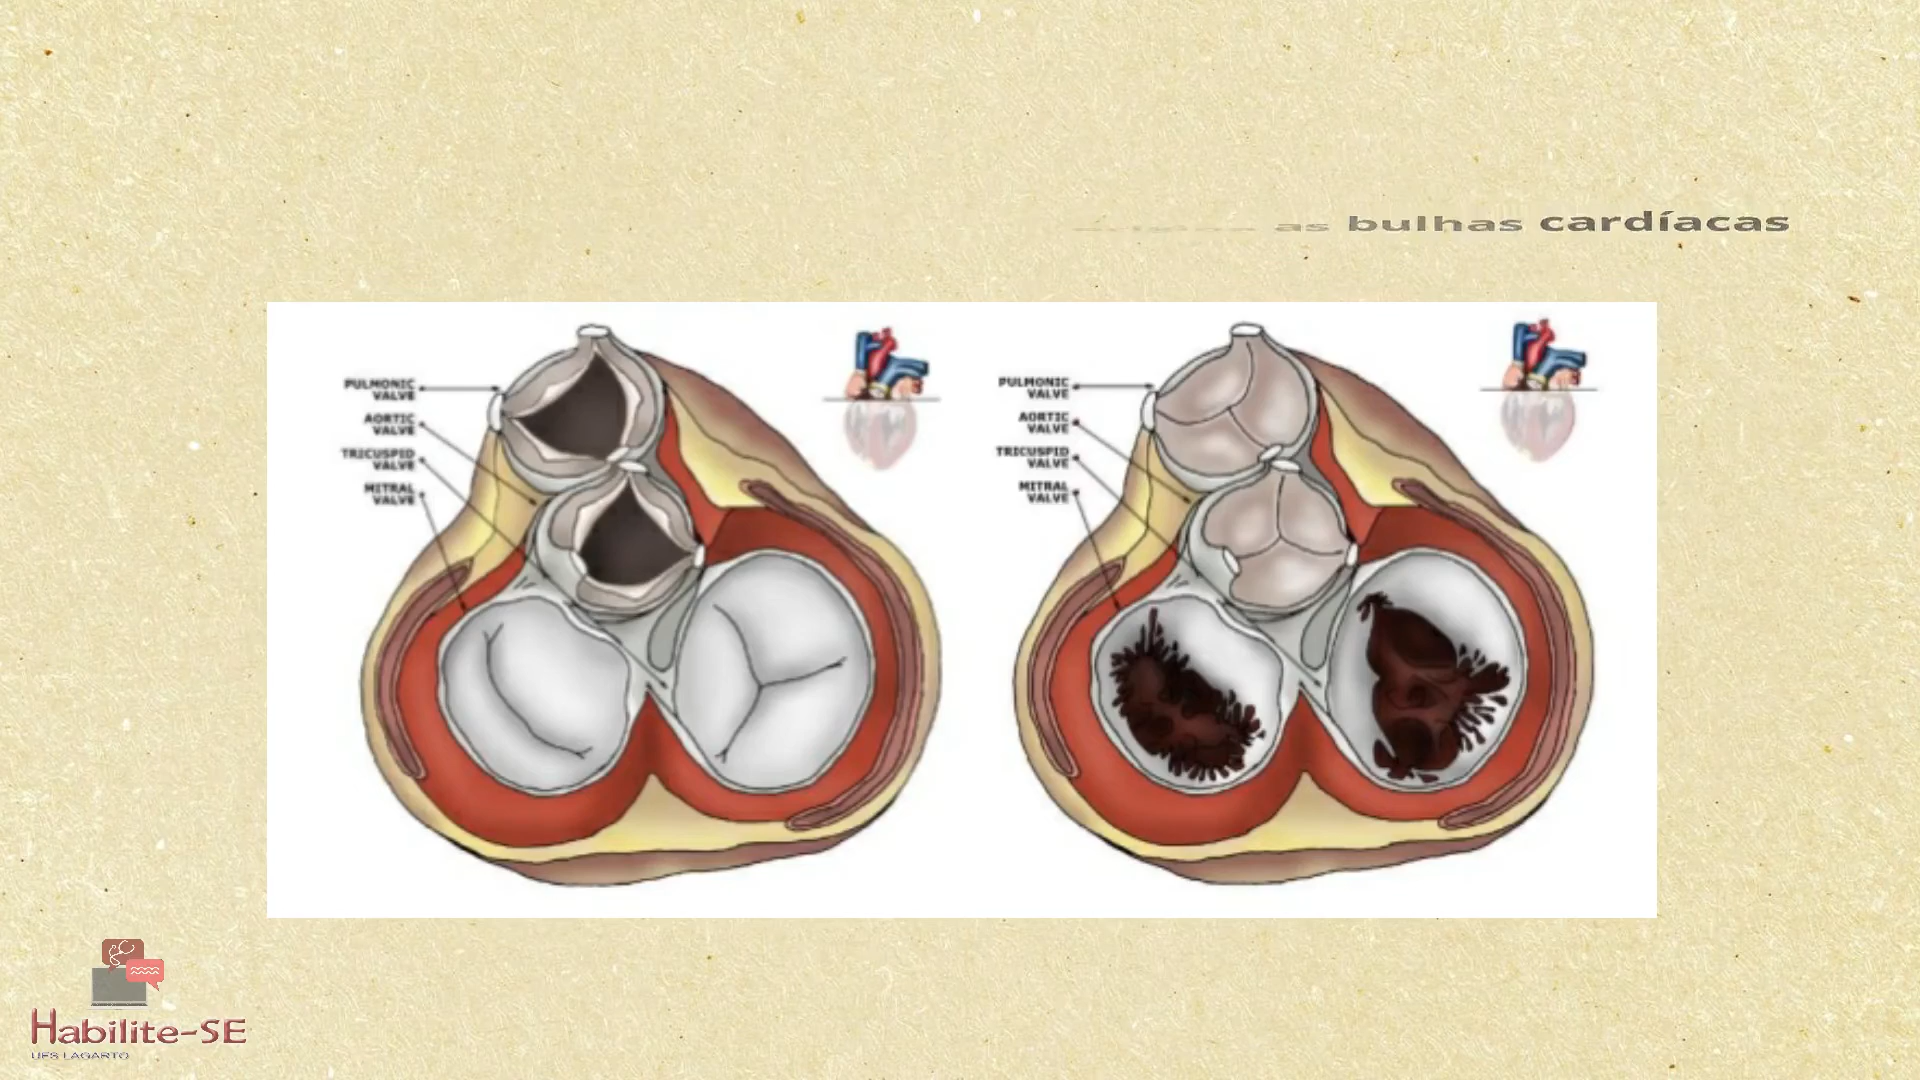 as bulhas cardíacas
PULMONIC
VALVE
AORTIC
VALVE
TRICUSPID
VALVE
MITRAL
VALVE
PULMONIC
VALVE
AORTIC
VALVE
TRICUSPID
VALVE
MITRAL
VALVE
Habilite-SE
UFS LAGARTO